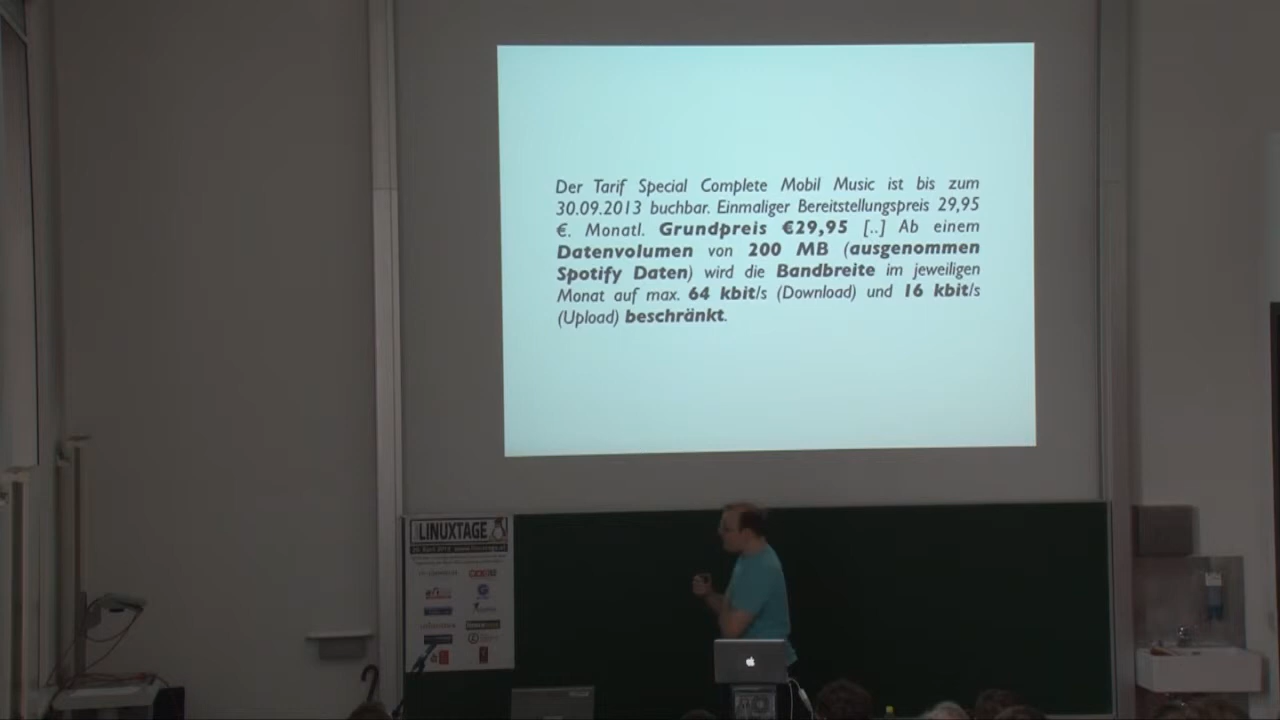 Der Tarif Special Complete Mobil Music ist bis zum
30.09.2013 buchbar. Einmaliger Bereitstellungspreis 29,95
€. Monatl. Grundpreis €29,95 [..] Ab einem
Datenvolumen von 200 MB (ausgenommen
Spotify Daten) wird die Bandbreite im jeweiligen
Monat auf max. 64 kbit/s (Download) und 16 kbit/s
(Upload) beschränkt.
LINUXTAGE